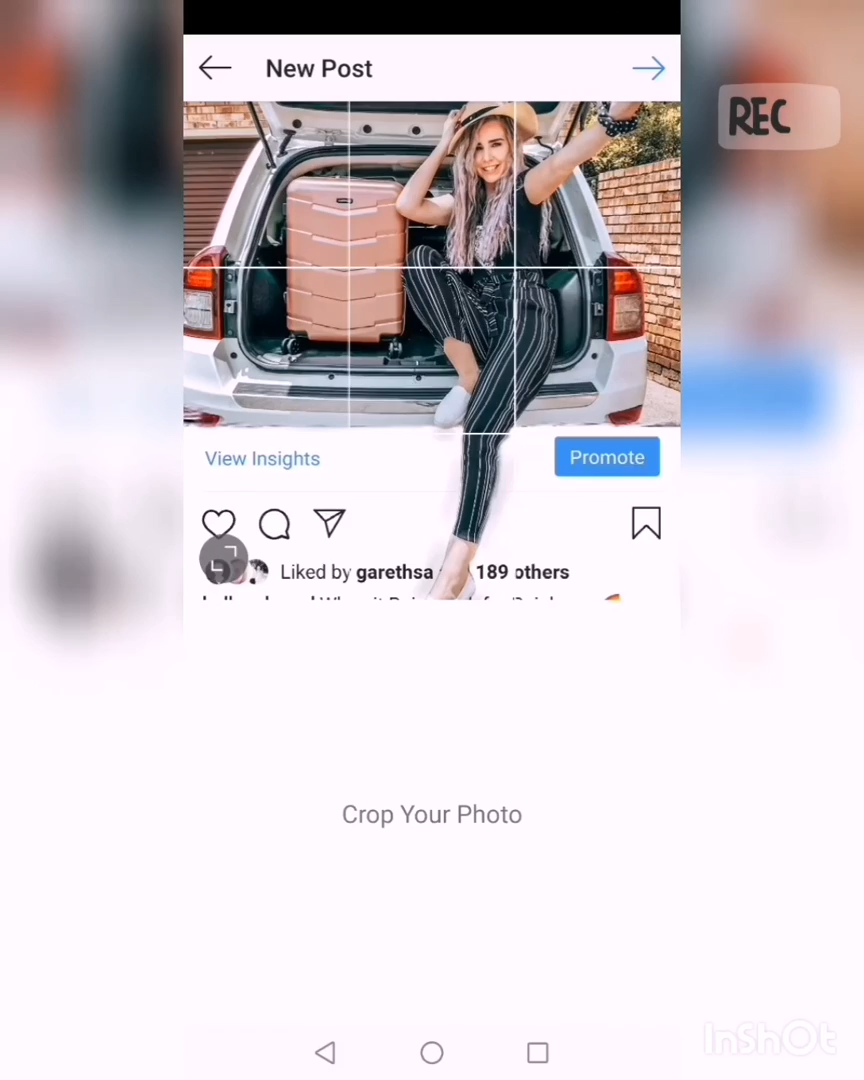 New Post
REC
View Insights
Promote
Liked by garethsa 189 others
Crop Your Photo
InShOt